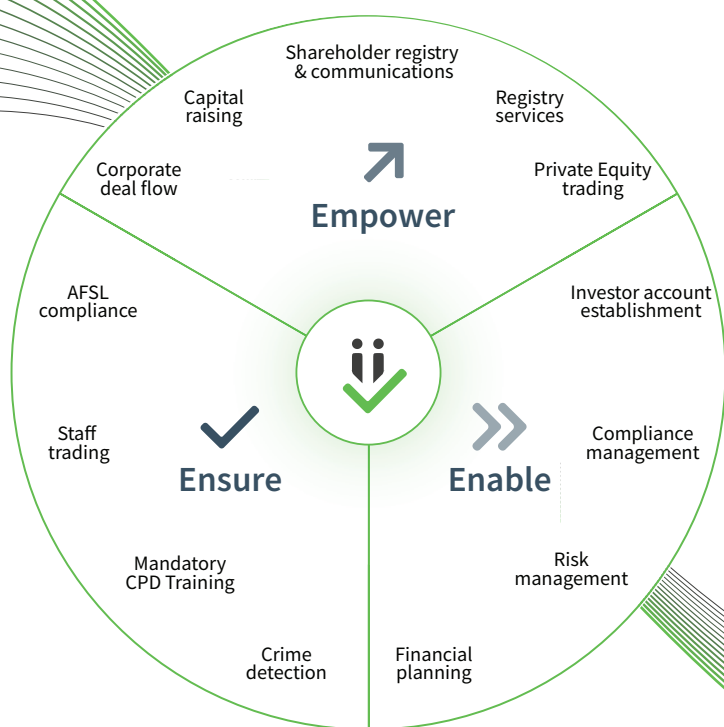 Shareholder registry
& communications
Capital
raising
Registry
services
Corporate
deal flow
Private Equity
trading
Empower
AFSL
compliance
Investor account
establishment
Staff
trading
Compliance
management
Ensure
Enable
Mandatory
CPD Training
Risk
management
Crime
detection
Financial
planning